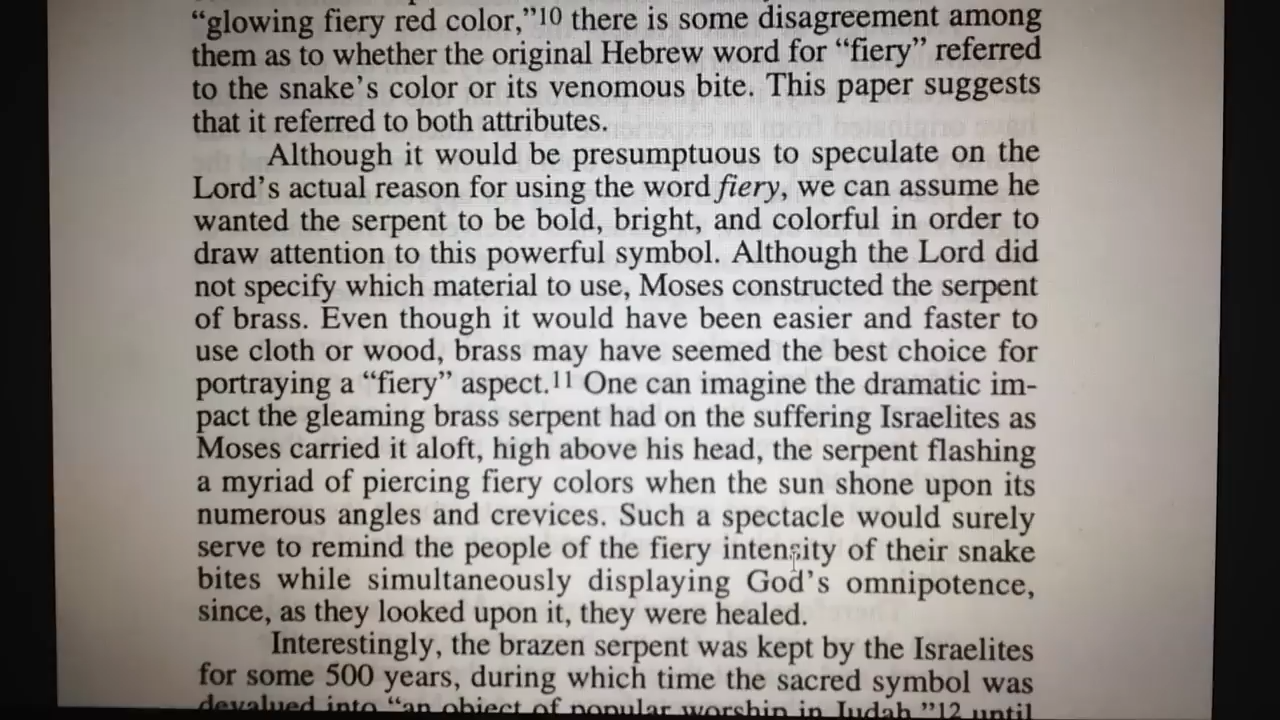 “glowing fiery red color,”10 there is some disagreement among
them as to whether the original Hebrew word for “fiery” referred
to the snake’s color or its venomous bite. This paper suggests
that it referred to both attributes.
Although it would be presumptuous to speculate on the
Lord’s actual reason for using the word fiery, we can assume he
wanted the serpent to be bold, bright, and colorful in order to
draw attention to this powerful symbol. Although the Lord did
not specify which material to use, Moses constructed the serpent
of brass. Even though it would have been easier and faster to
use cloth or wood, brass may have seemed the best choice for
portraying a “fiery” aspect.11 One can imagine the dramatic im-
pact the gleaming brass serpent had on the suffering Israelites as
Moses carried it aloft, high above his head, the serpent flashing
a myriad of piercing fiery colors when the sun shone upon its
numerous angles and crevices. Such a spectacle would surely
serve to remind the people of the fiery intensity of their snake
bites while simultaneously displaying God’s omnipotence,
since, as they looked upon it, they were healed.
Interestingly, the brazen serpent was kept by the Israelites
for some 500 years, during which time the sacred symbol was
devalued into “an object of popular worship in Judah ”12 until